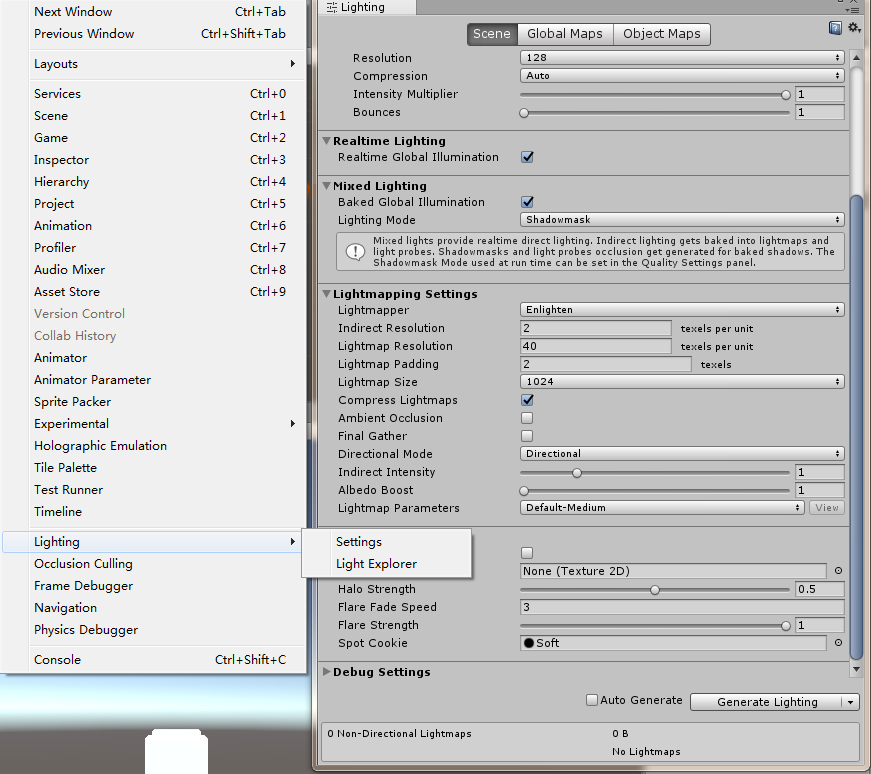 Next Window Ctrl+Tab
Previous Window Ctrl+Shift+Tab
Layouts
Services Ctrl+0
Scene Ctrl+1
Game Ctrl+2
Inspector Ctrl+3
Hierarchy Ctrl+4
Project Ctrl+5
Animation Ctrl+6
Profiler Ctrl+7
Audio Mixer Ctrl+8
Asset Store Ctrl+9
Version Control
Collab History
Animator
Animator Parameter
Sprite Packer
Experimental
Holographic Emulation
Tile Palette
Test Runner
Timeline
Lighting
Occlusion Culling
Frame Debugger
Navigation
Physics Debugger
Console Ctrl+Shift+C
Settings
Light Explorer
Lighting
Scene Global Maps Object Maps
Resolution 128
Compression Auto
Intensity Multiplier 1
Bounces 1
Realtime Lighting
Realtime Global Illumination
Mixed Lighting
Baked Global Illumination
Lighting Mode Shadowmask
Mixed lights provide realtime direct lighting. Indirect lighting gets baked into lightmaps and
light probes. Shadowmasks and light probes occlusion get generated for baked shadows. The
Shadowmask Mode used at run time can be set in the Quality Settings panel.
Lightmapping Settings
Lightmapper Enlighten
Indirect Resolution 2 texels per unit
Lightmap Resolution 40 texels per unit
Lightmap Padding 2 texels
Lightmap Size 1024
Compress Lightmaps
Ambient Occlusion
Final Gather
Directional Mode Directional
Indirect Intensity 1
Albedo Boost 1
Lightmap Parameters Default-Medium View
None (Texture 2D)
Halo Strength 0.5
Flare Fade Speed 3
Flare Strength 1
Spot Cookie Soft
Debug Settings
Auto Generate Generate Lighting
0 Non-Directional Lightmaps 0 B
No Lightmaps